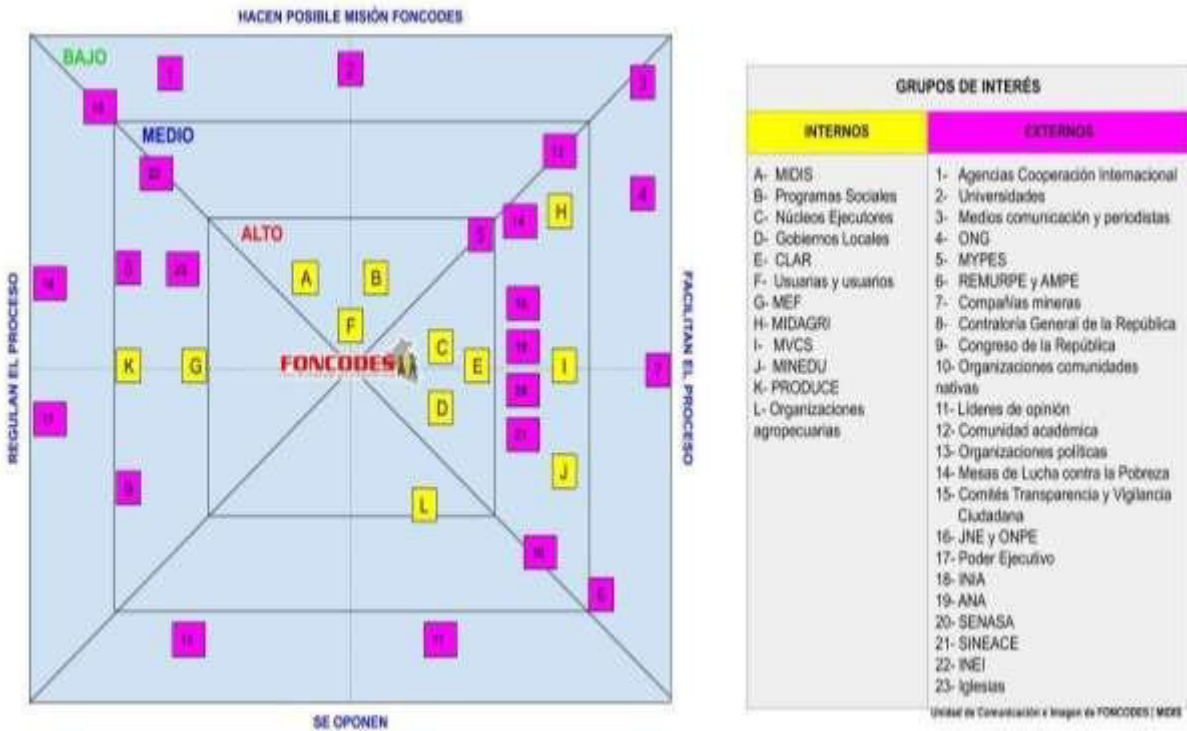 HACEN POSIBLE MISIÓN FONCODES
BAJO
1
2
3
MEDIO
12
4
H
14
5
ALTO
A
B
F
FONCODES
C
K
G
E
I
7
D
J
L
6
REGULAN EL PROCESO
FACILITAN EL PROCESO
SE OPONEN
GRUPOS DE INTERÉS
INTERNOS
A- MIDIS
B- Programas Sociales
C- Núcleos Ejecutores
D- Gobiernos Locales
E- CLAR
F- Usuarias y usuarios
G- MEF
H- MIDAGRI
I- MVCS
J- MINEDU
K- PRODUCE
L- Organizaciones
agropecuarias
EXTERNOS
1- Agencias Cooperación Internacional
2- Universidades
3- Medios comunicación y periodistas
4- ONG
5- MYPES
6- REMURPE y AMPE
7- Compañías mineras
8- Contraloría General de la República
9- Congreso de la República
10- Organizaciones comunidades
nativas
11- Líderes de opinión
12- Comunidad académica
13- Organizaciones políticas
14- Mesas de Lucha contra la Pobreza
15- Comités Transparencia y Vigilancia
Ciudadana
16- JNE y ONPE
17- Poder Ejecutivo
18- INIA
19- ANA
20- SENASA
21- SINEACE
22- INEI
23- Iglesias
Unidad de Comunicación e Imagen de FONCODES | MIDIS